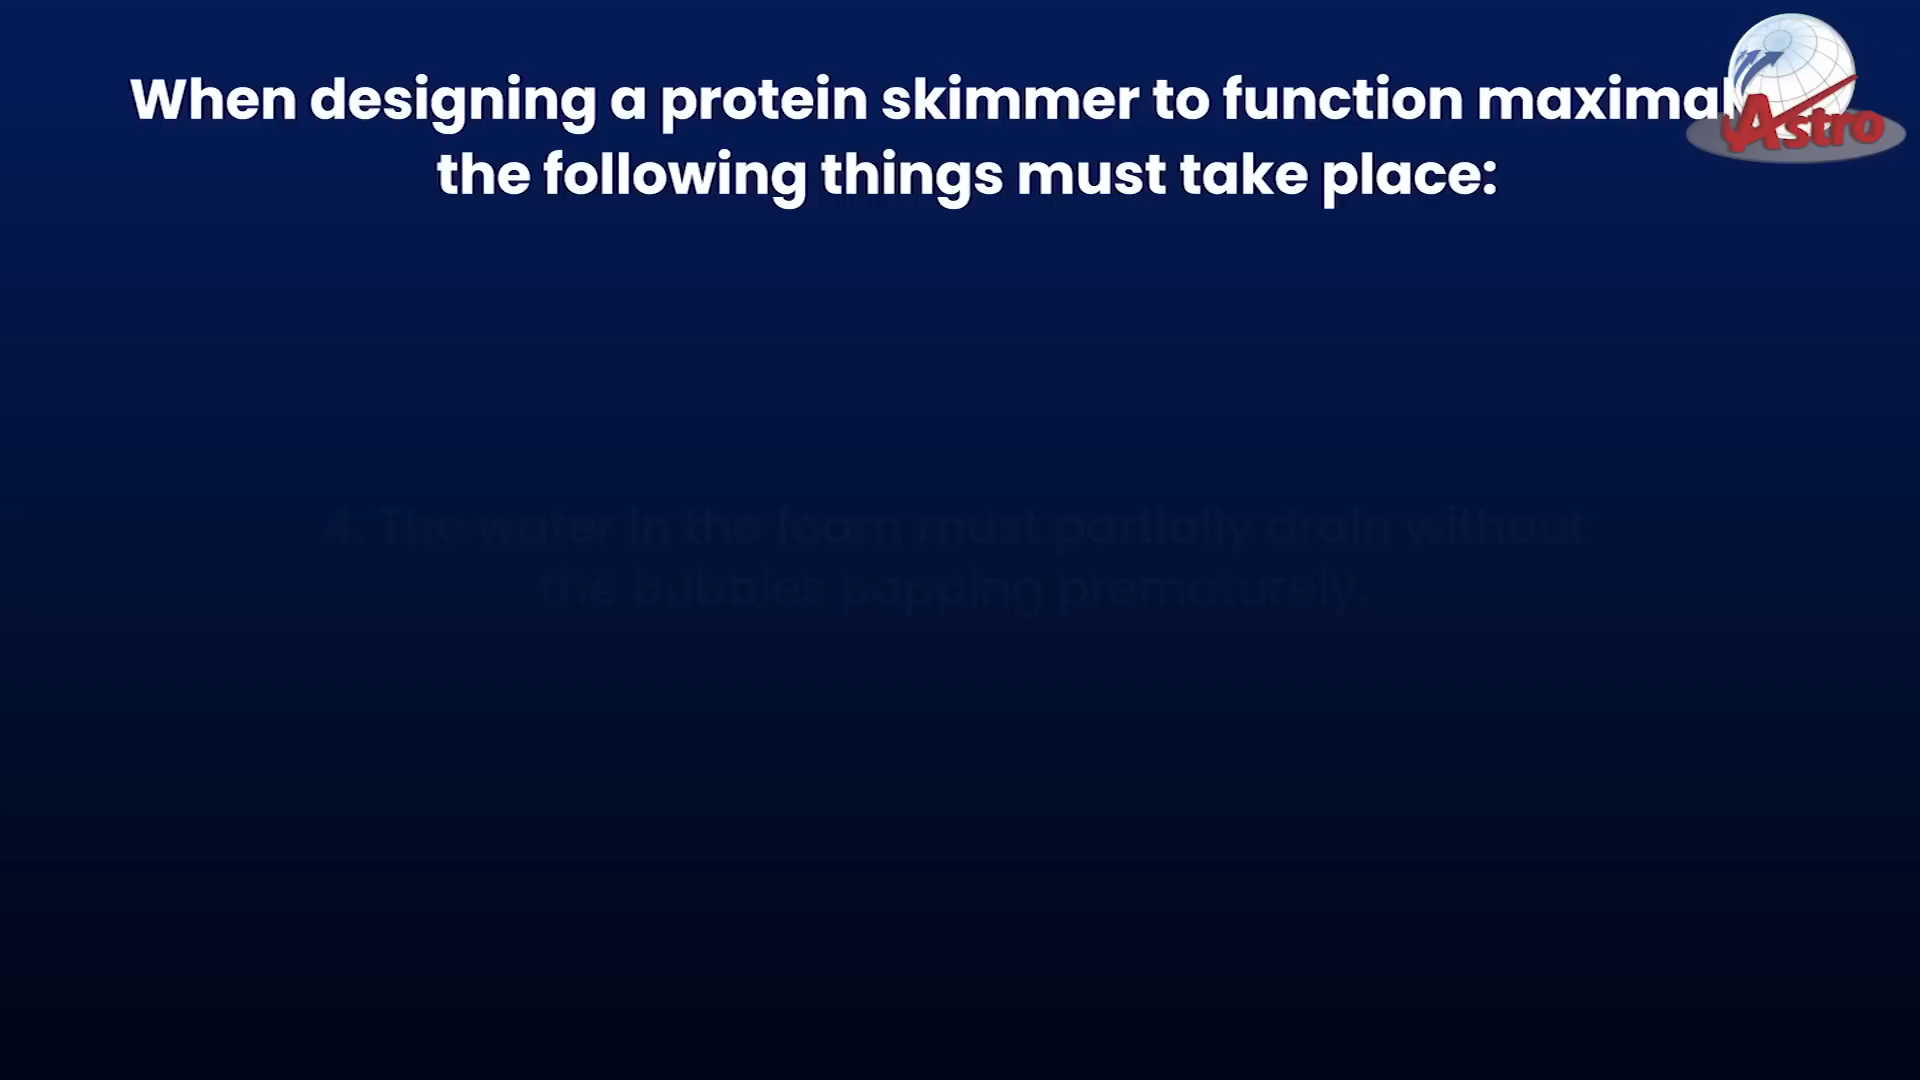 When designing a protein skimmer to function maximal
the following things must take place:
Astro
4. The water in the foam must partially drain without
the bubbles popping prematurely.